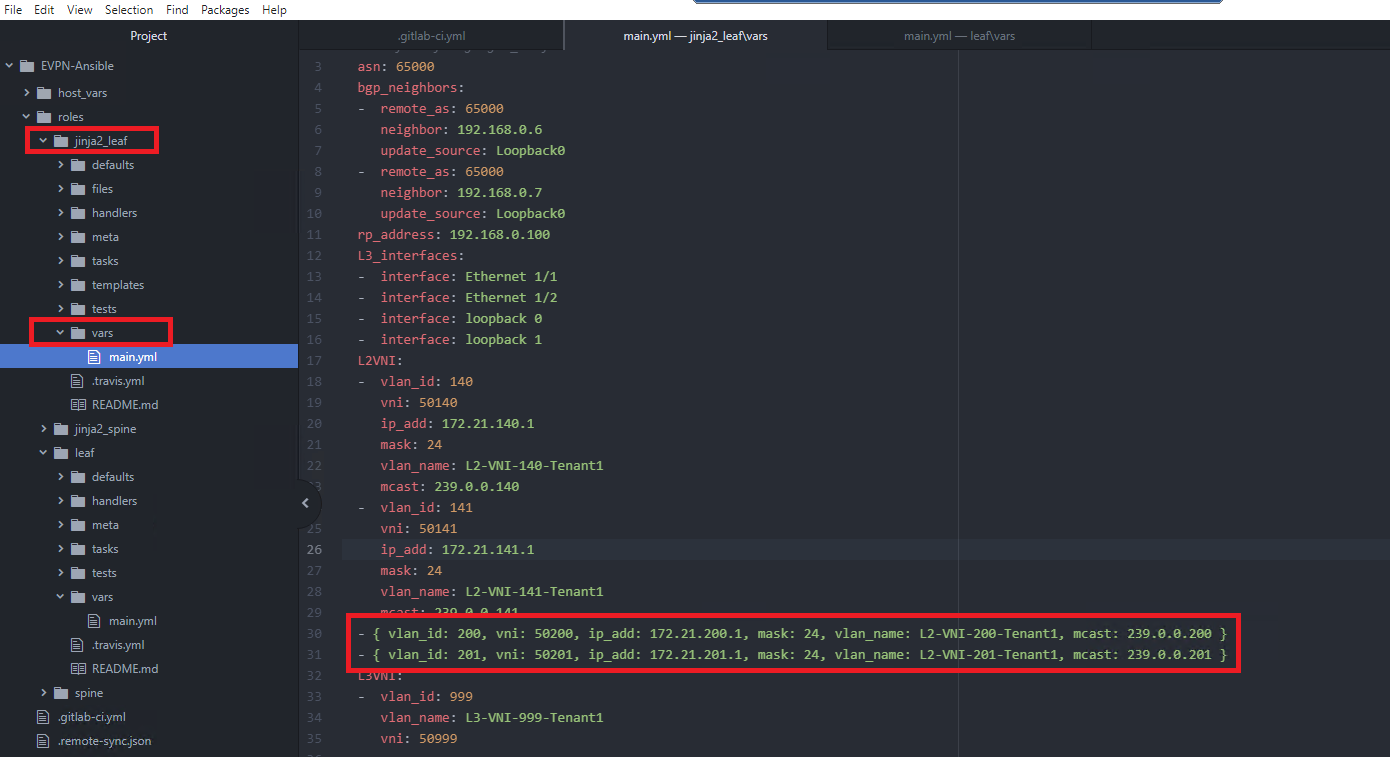 File Edit View Selection Find Packages Help
Project
.gitlab-ci.yml
main.yml — jinja2_leaf\vars
main.yml — leaf\vars
EVPN-Ansible
host_vars
roles
jinja2_leaf
defaults
files
handlers
meta
tasks
templates
tests
vars
main.yml
.travis.yml
README.md
jinja2_spine
leaf
defaults
handlers
meta
tasks
tests
vars
main.yml
.travis.yml
README.md
spine
.gitlab-ci.yml
.remote-sync.json
3 asn: 65000
4 bgp_neighbors:
5 - remote_as: 65000
6 neighbor: 192.168.0.6
7 update_source: Loopback0
8 - remote_as: 65000
9 neighbor: 192.168.0.7
10 update_source: Loopback0
11 rp_address: 192.168.0.100
12 L3_interfaces:
13 - interface: Ethernet 1/1
14 - interface: Ethernet 1/2
15 - interface: loopback 0
16 - interface: loopback 1
17 L2VNI:
18 - vlan_id: 140
19 vni: 50140
20 ip_add: 172.21.140.1
21 mask: 24
22 vlan_name: L2-VNI-140-Tenant1
mcast: 239.0.0.140
- vlan_id: 141
25 vni: 50141
26 ip_add: 172.21.141.1
27 mask: 24
28 vlan_name: L2-VNI-141-Tenant1
29 mcast: 239.0.0.141
30 - { vlan_id: 200, vni: 50200, ip_add: 172.21.200.1, mask: 24, vlan_name: L2-VNI-200-Tenant1, mcast: 239.0.0.200 }
31 - { vlan_id: 201, vni: 50201, ip_add: 172.21.201.1, mask: 24, vlan_name: L2-VNI-201-Tenant1, mcast: 239.0.0.201 }
32 L3VNI:
33 - vlan_id: 999
34 vlan_name: L3-VNI-999-Tenant1
35 vni: 50999